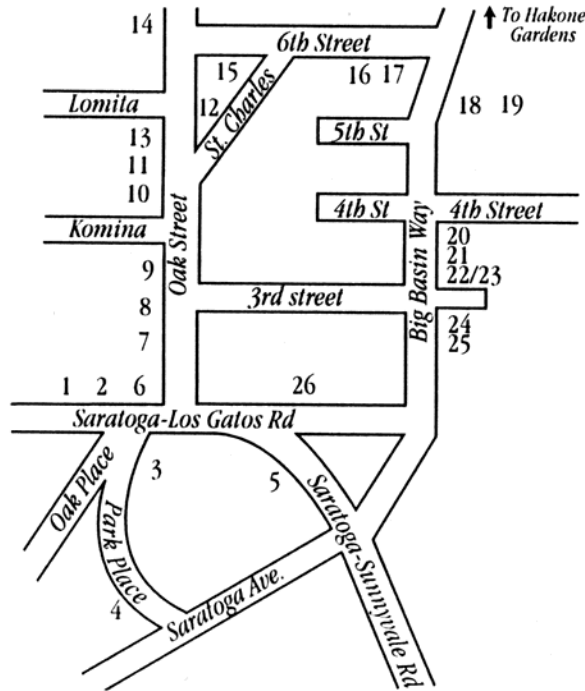 To Hakone
Gardens
14
6th Street
15
16 17
Lomita
12
St. Charles
18 19
13
5th St
11
10
4th St
4th Street
Komina
Oak Street
Big Basin Way
20
21
9
22/23
8
3rd street
24
7
25
1 2 6
26
Saratoga-Los Gatos Rd
3
5
Oak Place
Park Place
Saratoga-Sunnyvale Rd
4
Saratoga Ave.